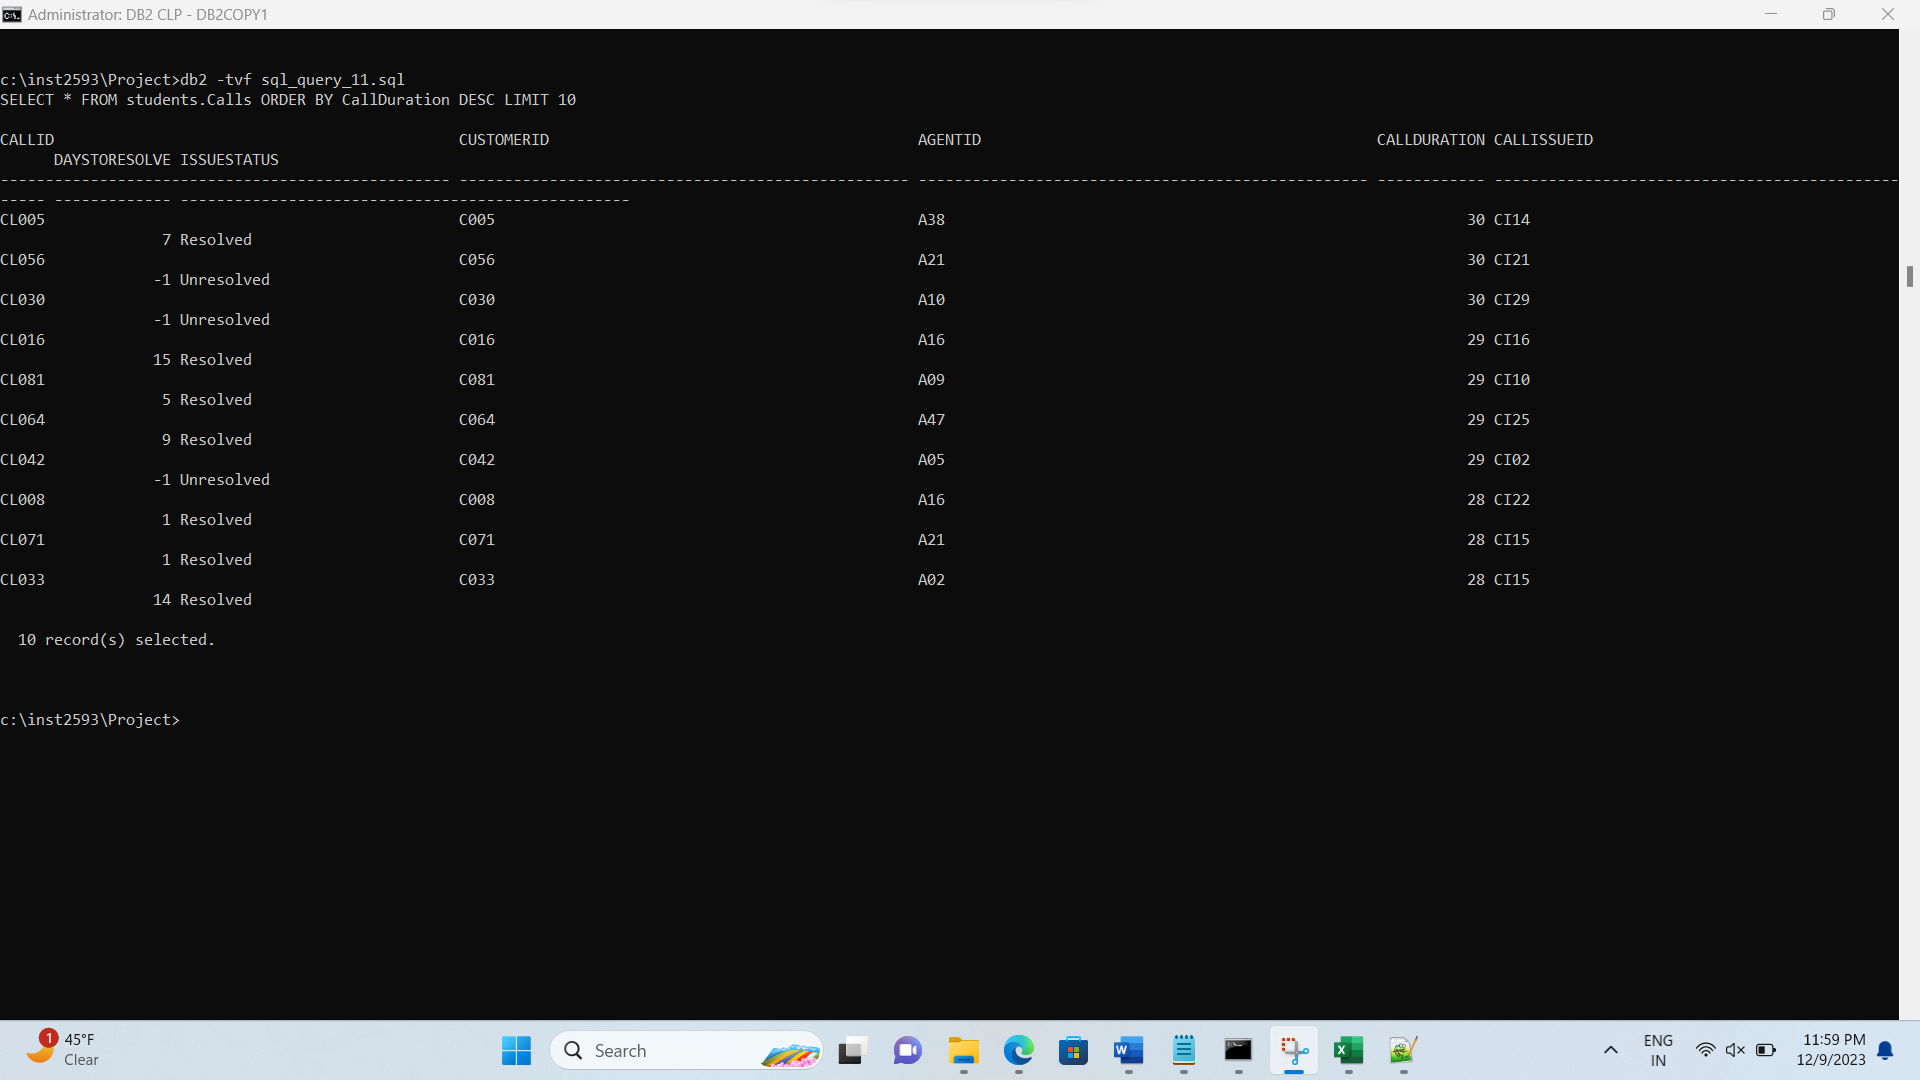 Administrator: DB2 CLP - DB2COPY1
c:\inst2593\Project>db2 -tvf sql_query_11.sql
SELECT * FROM students.Calls ORDER BY CallDuration DESC LIMIT 10
CALLID CUSTOMERID AGENTID CALLDURATION CALLISSUEID
DAYSTORESOLVE ISSUESTATUS
-------------------------------------------------- -------------------------------------------------- -------------------------------------------------- ------------ ---------------------------------------------
----- ------------- --------------------------------------------------
CL005 C005 A38 30 CI14
7 Resolved
CL056 C056 A21 30 CI21
-1 Unresolved
CL030 C030 A10 30 CI29
-1 Unresolved
CL016 C016 A16 29 CI16
15 Resolved
CL081 C081 A09 29 CI10
5 Resolved
CL064 C064 A47 29 CI25
9 Resolved
CL042 C042 A05 29 CI02
-1 Unresolved
CL008 C008 A16 28 CI22
1 Resolved
CL071 C071 A21 28 CI15
1 Resolved
CL033 C033 A02 28 CI15
14 Resolved
10 record(s) selected.
c:\inst2593\Project>
1
45°F
Clear
Search
ENG
IN
11:59 PM
12/9/2023